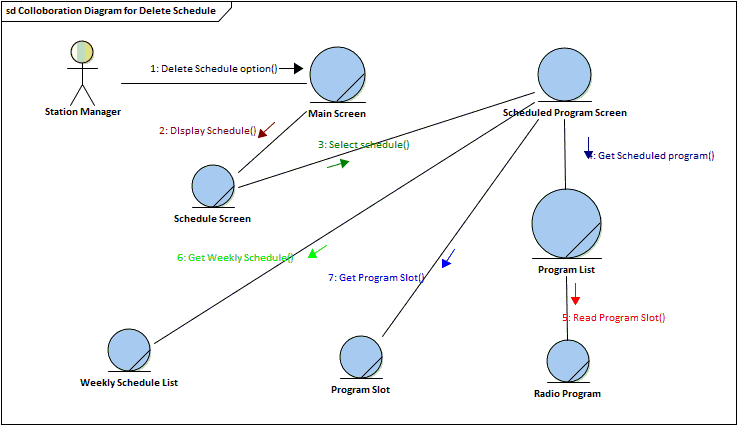 sd Colloboration Diagram for Delete Schedule
1: Delete Schedule option()
Station Manager
Main Screen
Scheduled Program Screen
2: DIsplay Schedule()
3: Select schedule()
4: Get Scheduled program()
Schedule Screen
6: Get Weekly Schedule()
7: Get Program Slot()
Program List
5: Read Program Slot()
Weekly Schedule List
Program Slot
Radio Program